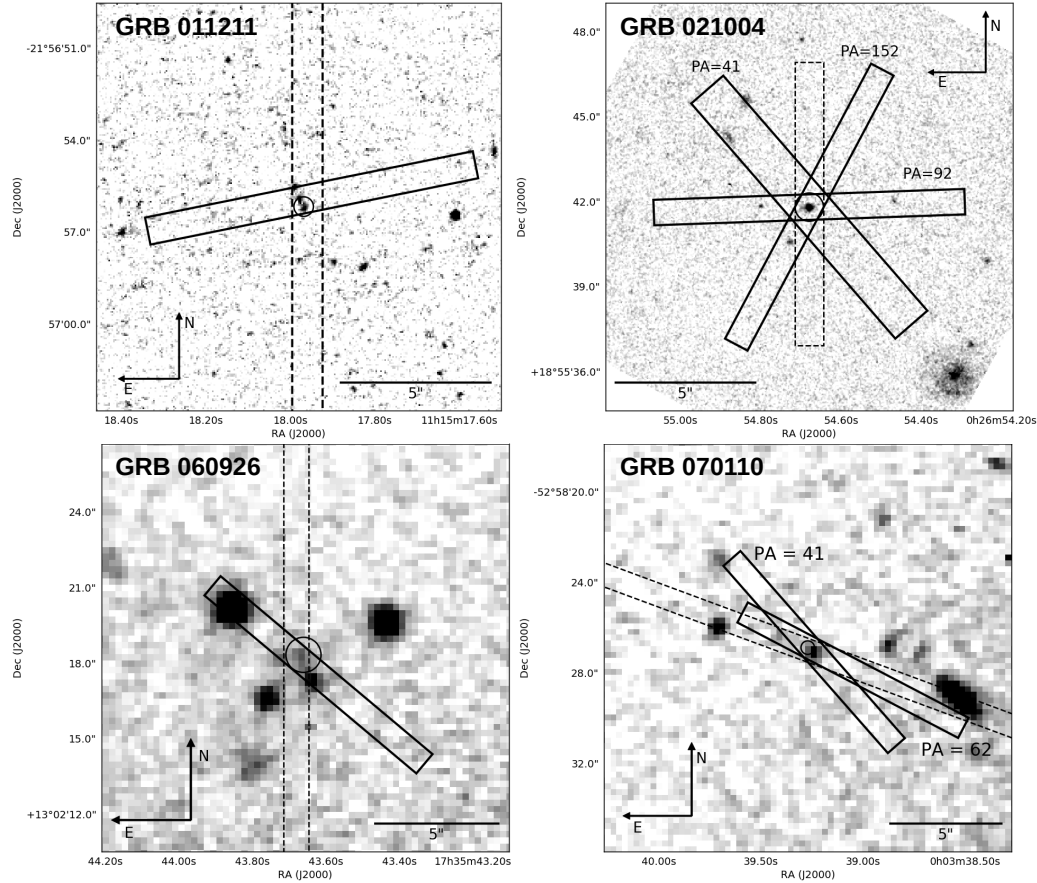 GRB 011211
-21°56'51.0"
54.0"
57.0"
57'00.0"
Dec (J2000)
N
E
5"
18.40s
18.20s
18.00s
17.80s
11h15m17.60s
RA (J2000)
GRB 021004
48.0"
45.0"
42.0"
39.0"
+18°55'36.0"
Dec (J2000)
PA=41
PA=152
PA=92
N
E
5"
55.00s
54.80s
54.60s
54.40s
0h26m54.20s
RA (J2000)
GRB 060926
24.0"
21.0"
18.0"
15.0"
+13°02'12.0"
Dec (J2000)
N
E
5"
44.20s
44.00s
43.80s
43.60s
43.40s
17h35m43.20s
RA (J2000)
GRB 070110
-52°58'20.0"
24.0"
28.0"
32.0"
Dec (J2000)
PA = 41
PA = 62
N
E
5"
40.00s
39.50s
39.00s
0h03m38.50s
RA (J2000)